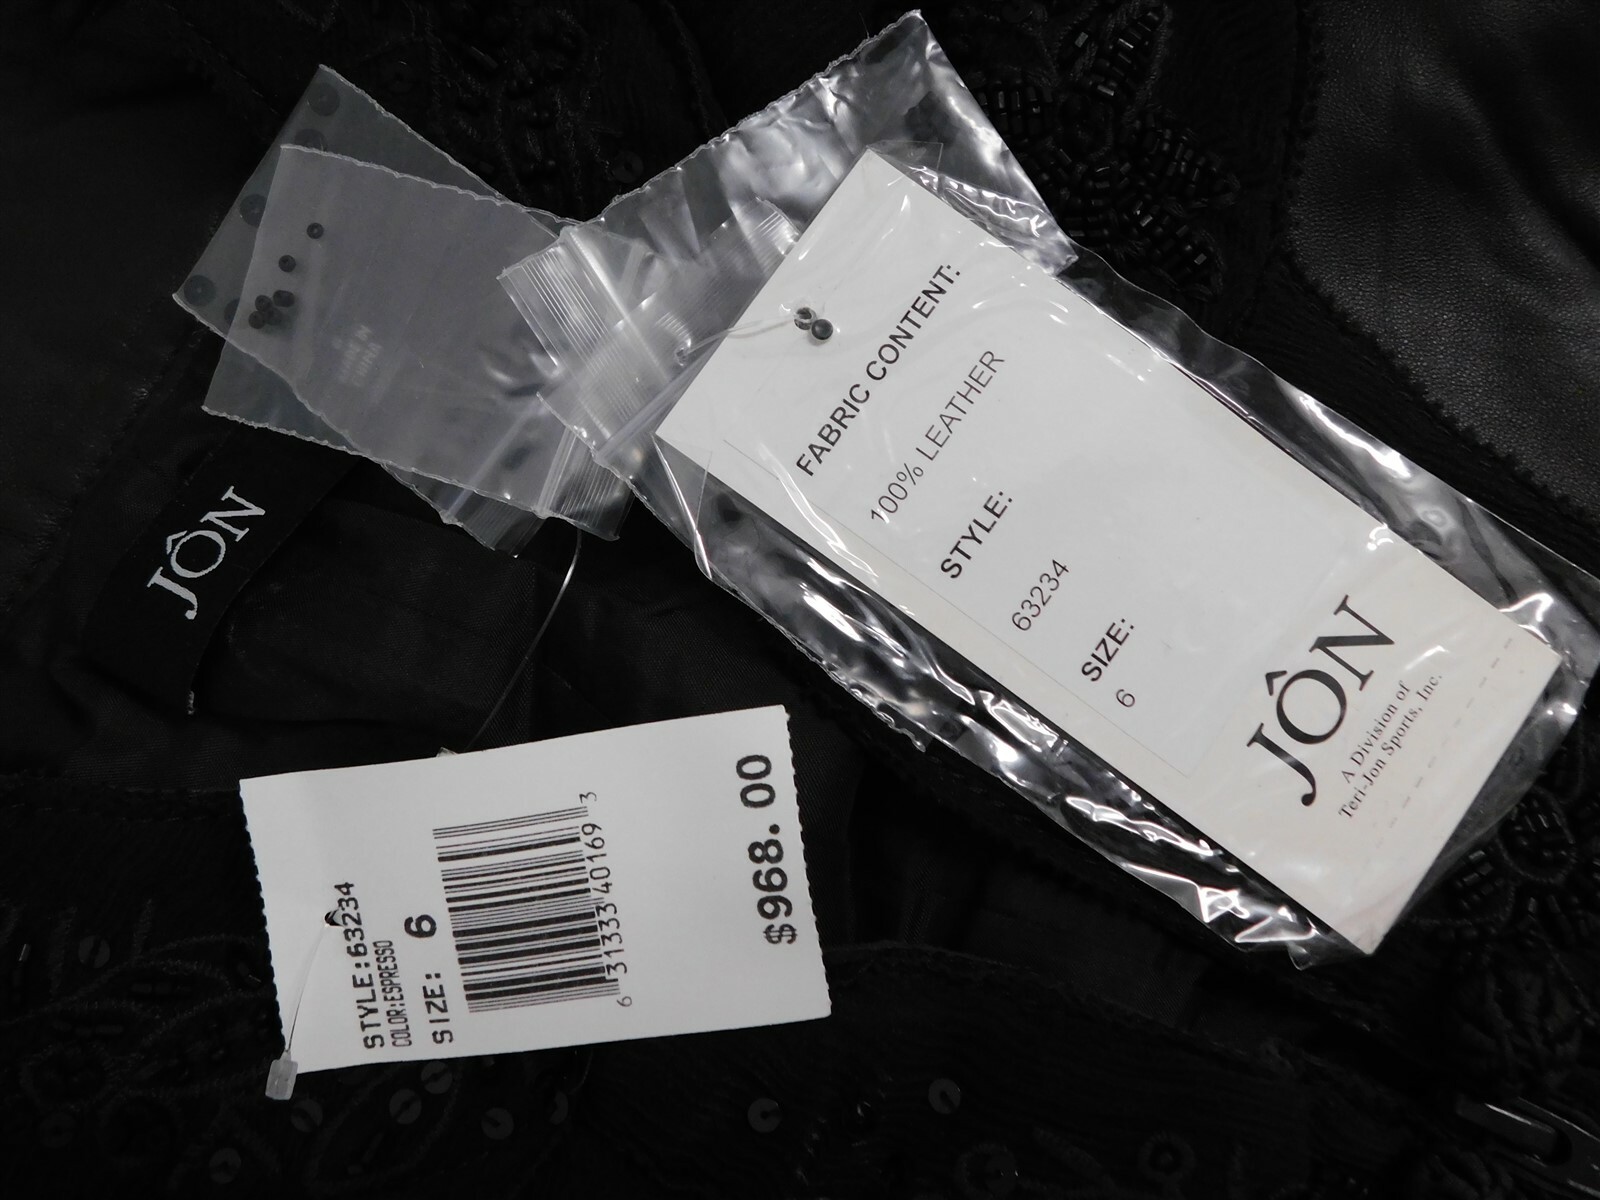 JÔN
FABRIC CONTENT:
100% LEATHER
STYLE:
63234
SIZE:
6
JÔN
A Division of
Teri-Jon Sports, Inc.
STYLE:63234
COLOR:ESPRESSO
SIZE: 6
6 31333 40169 3
$968.00